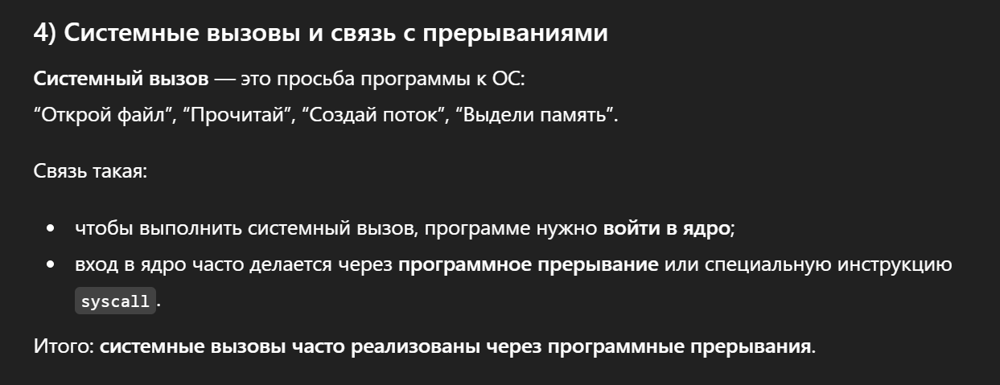 4) Системные вызовы и связь с прерываниями
Системный вызов — это просьба программы к ОС:
“Открой файл”, “Прочитай”, “Создай поток”, “Выдели память”.
Связь такая:
• чтобы выполнить системный вызов, программе нужно войти в ядро;
• вход в ядро часто делается через программное прерывание или специальную инструкцию
syscall.
Итого: системные вызовы часто реализованы через программные прерывания.